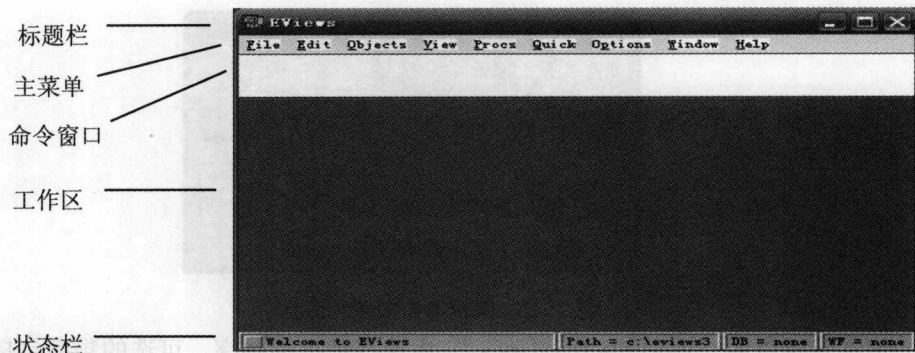 标题栏
主菜单
命令窗口
工作区
状态栏
EViews
File Edit Objects View Procs Quick Options Window Help
Welcome to EViews
Path = c:\eviews3
DB = none
WF = none